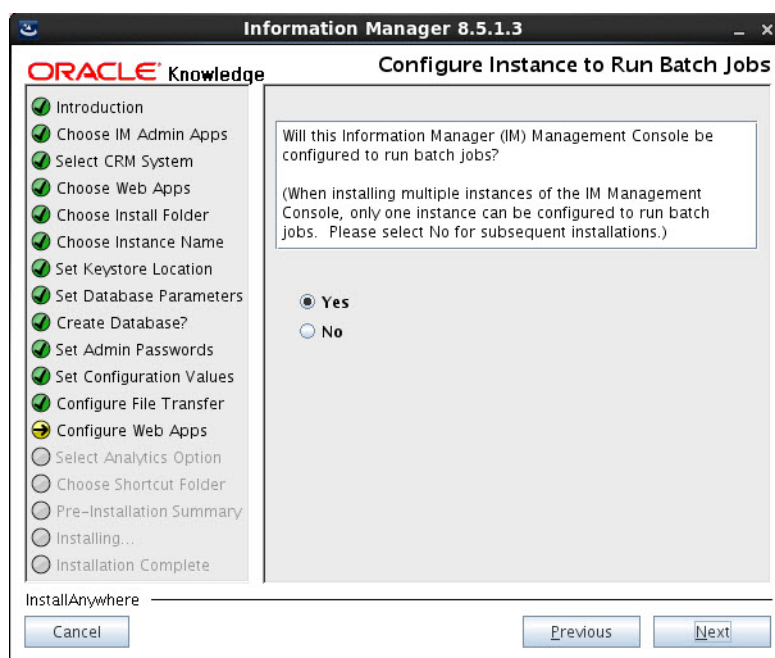 Information Manager 8.5.1.3
ORACLE Knowledge
Configure Instance to Run Batch Jobs
Introduction
Choose IM Admin Apps
Select CRM System
Choose Web Apps
Choose Install Folder
Choose Instance Name
Set Keystore Location
Set Database Parameters
Create Database?
Set Admin Passwords
Set Configuration Values
Configure File Transfer
Configure Web Apps
Select Analytics Option
Choose Shortcut Folder
Pre-Installation Summary
Installing...
Installation Complete
Will this Information Manager (IM) Management Console be
configured to run batch jobs?
(When installing multiple instances of the IM Management
Console, only one instance can be configured to run batch
jobs. Please select No for subsequent installations.)
Yes
No
InstallAnywhere
Cancel
Previous
Next